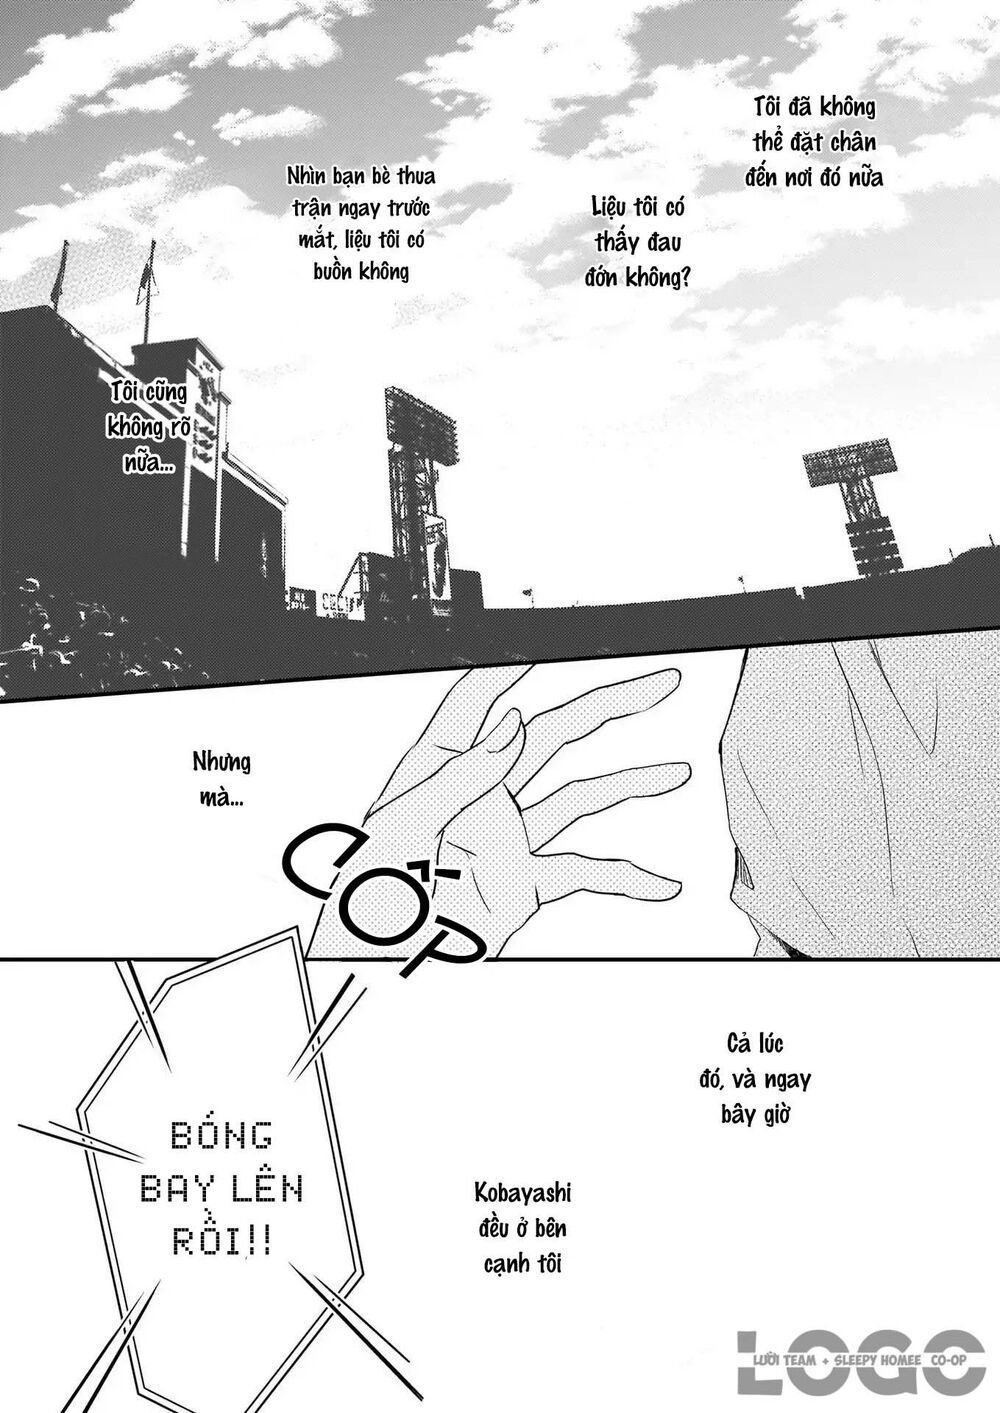 Tôi đã không
thể đặt chân
đến nơi đó nữa
Liệu tôi có
thấy đau
đớn không?
Nhìn bạn bè thua
trận ngay trước
mắt, liệu tôi có
buồn không
Tôi cũng
không rõ
nữa...
Nhưng
mà...
CỐP
Cả lúc
đó, và ngay
bây giờ
Kobayashi
đều ở bên
cạnh tôi
BÓNG
BAY LÊN
RỒI!!
LOGO
LƯỜI TEAM + SLEEPY HOMEE CO-OP